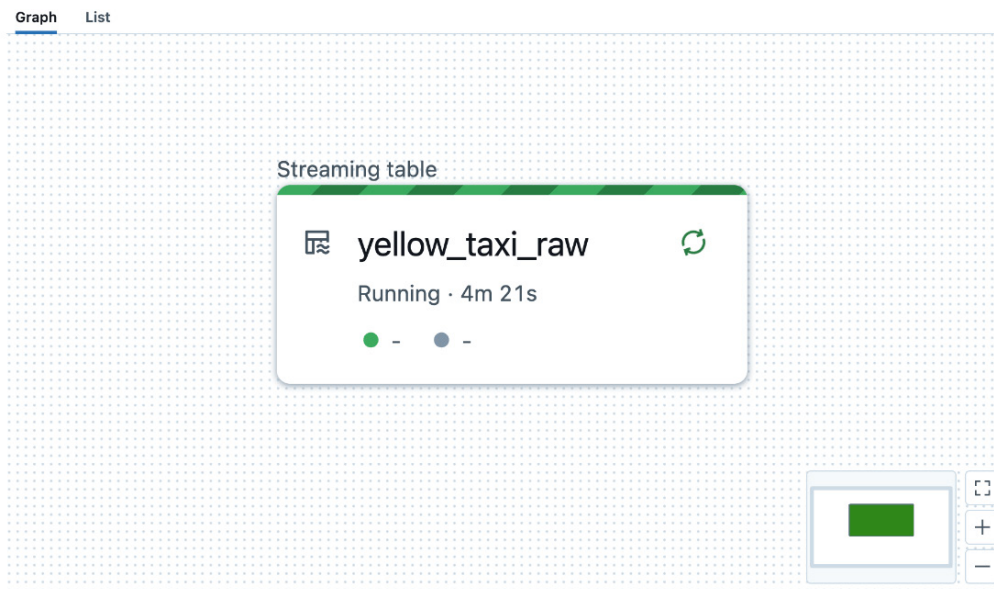 Graph List
Streaming table
yellow_taxi_raw
Running · 4m 21s
- -